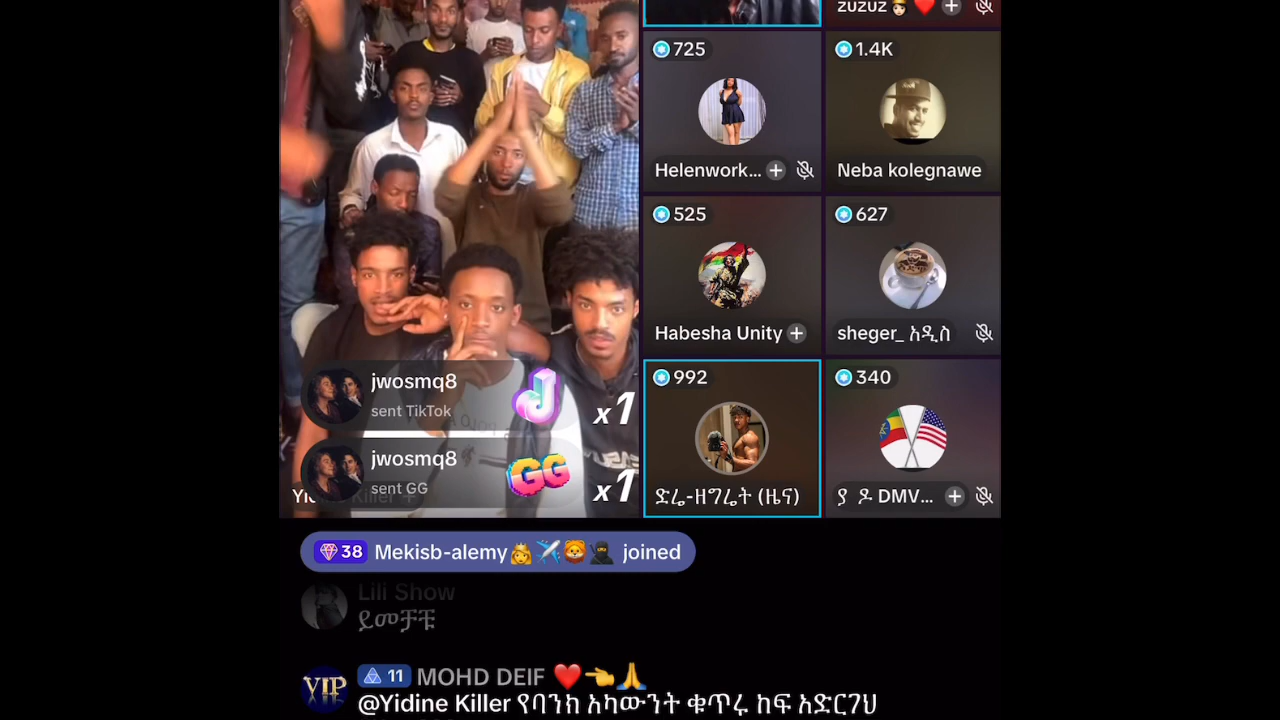 zuzuz👸❤️
725
1.4K
Helenwork...
Neba kolegnawe
525
627
Habesha Unity
sheger_ አዲስ
992
340
jwosmq8
sent TikTok
x1
jwosmq8
sent GG
GG
x1
ድሬ-ዘግሬት (ዜና)
ያ ዶ DMV...
38 Mekisb-alemy👸✈️🦁🥷 joined
Lili Show
ይመቻቹ
VIP
11 MOHD DEIF ❤️👈🙏
@Yidine Killer የባንክ አካውንት ቁጥሩ ከፍ አድርገህ